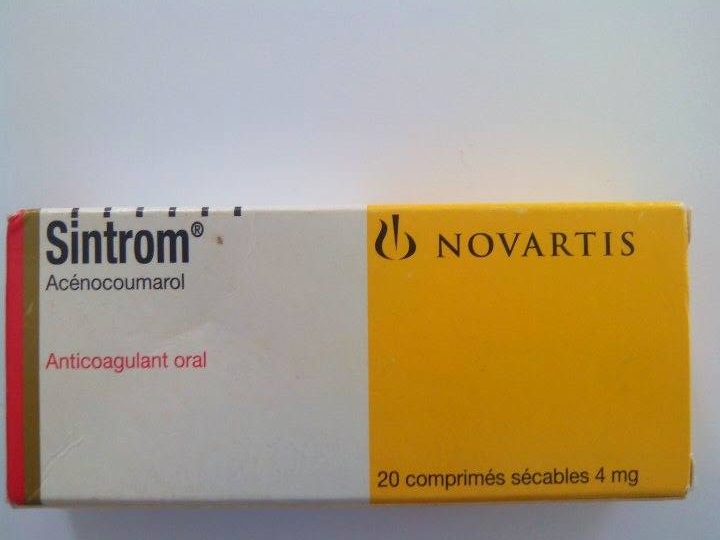 Sintrom®
Acénocoumarol
Anticoagulant oral
NOVARTIS
20 comprimés sécables 4 mg